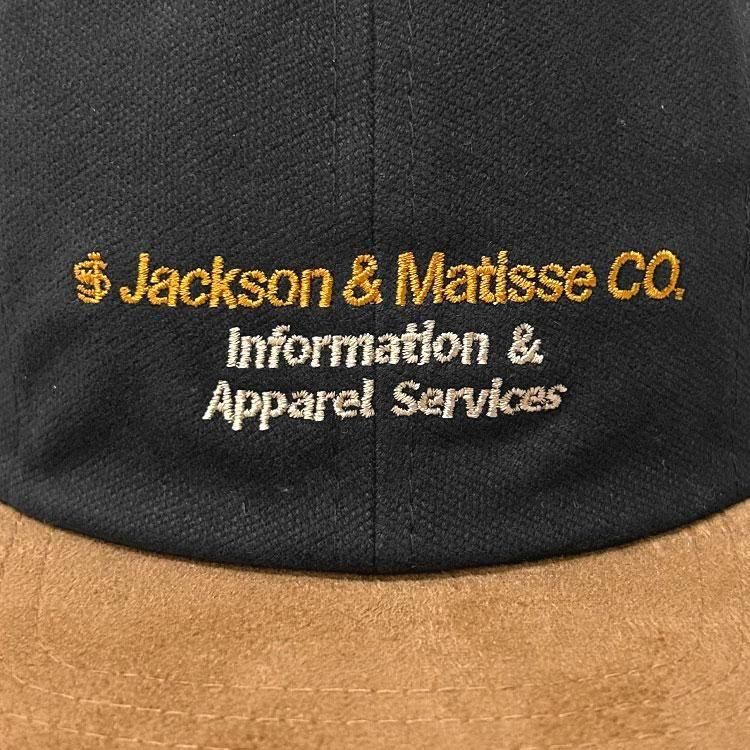 $ Jackson & Matisse CO.
Information &
Apparel Services